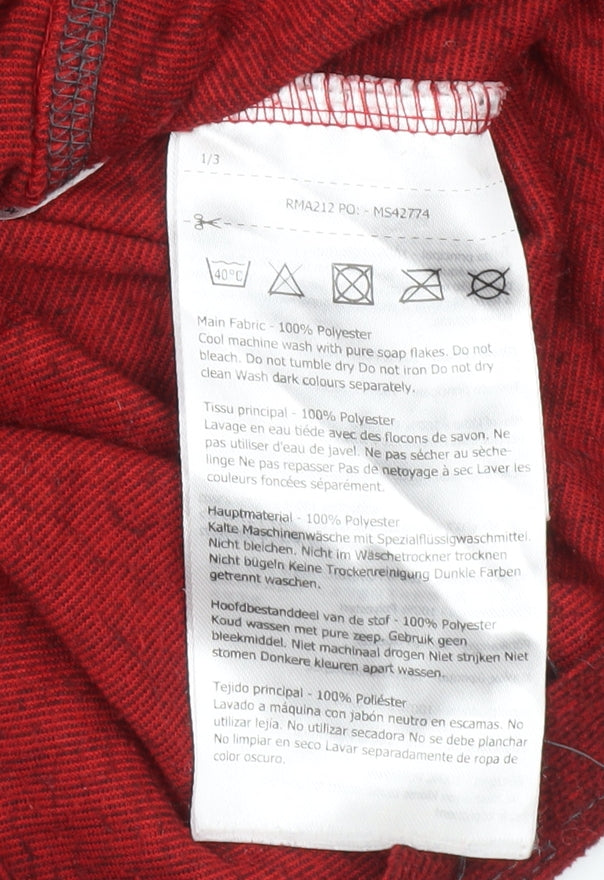 1/3
RMA212 PO: - MS42774
40°C
Main Fabric - 100% Polyester
Cool machine wash with pure soap flakes. Do not
bleach. Do not tumble dry Do not iron Do not dry
clean Wash dark colours separately.
Tissu principal - 100% Polyester
Lavage en eau tiéde avec des flocons de savon. Ne
pas utiliser d'eau de javel. Ne pas sécher au sèche-
linge Ne pas repasser Pas de netoyage à sec Laver les
couleurs foncées séparément.
Hauptmaterial - 100% Polyester
Kalte Maschinenwäsche mit Spezialflüssigwaschmittel.
Nicht bleichen. Nicht im Wäschetrockner trocknen
Nicht bügeln Keine Trockenreinigung Dunkle Farben
getrennt waschen.
Hoofdbestanddeel van de stof - 100% Polyester
Koud wassen met pure zeep. Gebruik geen
bleekmiddel. Niet machinaal drogen Niet strijken Niet
stomen Donkere kleuren apart wassen.
Tejido principal - 100% Poliéster
Lavado a máquina con jabón neutro en escamas. No
utilizar lejía. No utilizar secadora No se debe planchar
No limpiar en seco Lavar separadamente de ropa de
color oscuro.